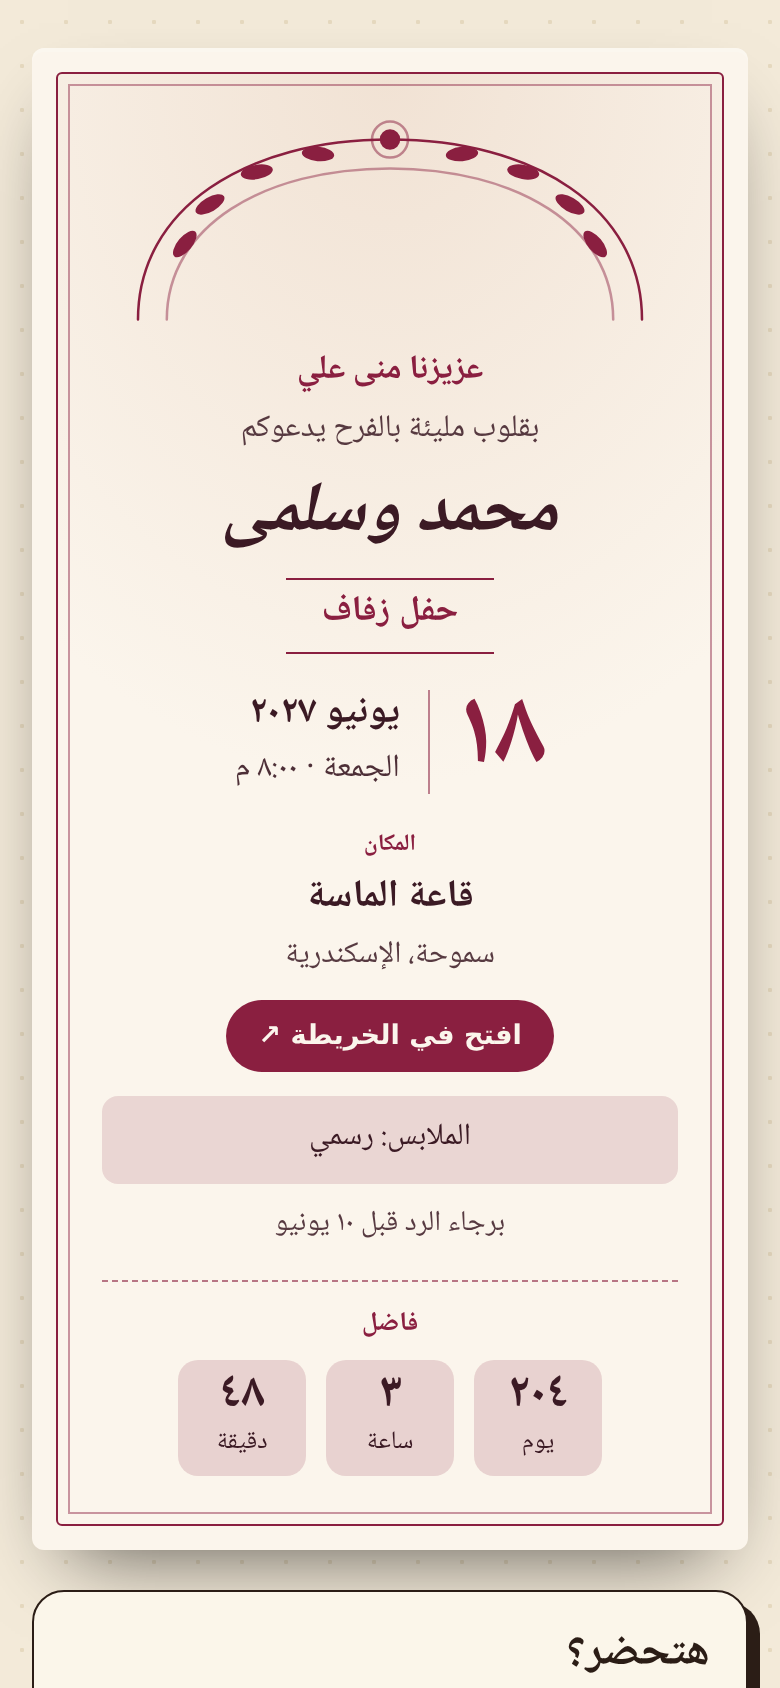 عزيزنا منى علي
بقلوب مليئة بالفرح يدعوكم
محمد وسلمى
حفل زفاف
١٨
يونيو ٢٠٢٧
الجمعة · ٨:٠٠ م
المكان
قاعة الماسة
سموحة، الإسكندرية
افتح في الخريطة ↗
الملابس: رسمي
برجاء الرد قبل ١٠ يونيو
فاضل
٢٠٤
يوم
٣
ساعة
٤٨
دقيقة
هتحضر؟